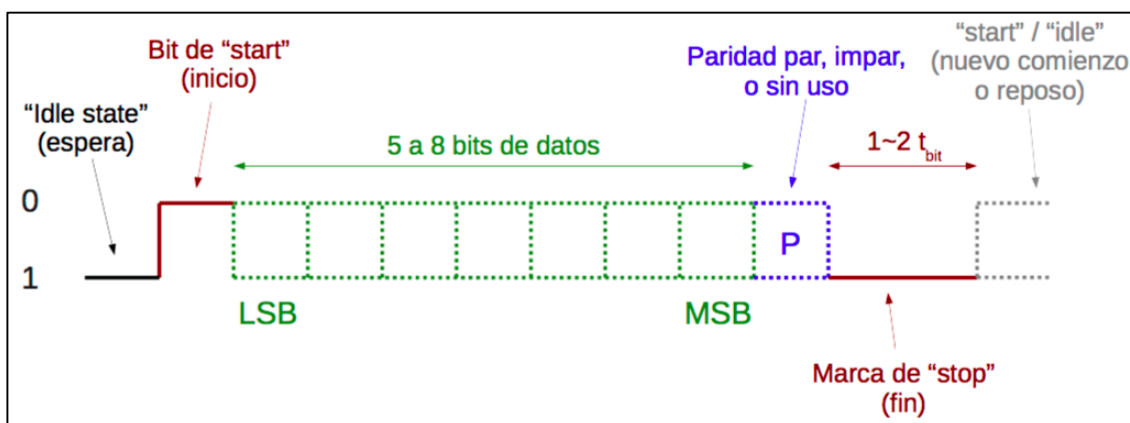 Bit de “start”
(inicio)
“Idle state”
(espera)
5 a 8 bits de datos
Paridad par, impar,
o sin uso
1~2 tbit
“start” / “idle”
(nuevo comienzo
o reposo)
0
1
P
LSB
MSB
Marca de “stop”
(fin)